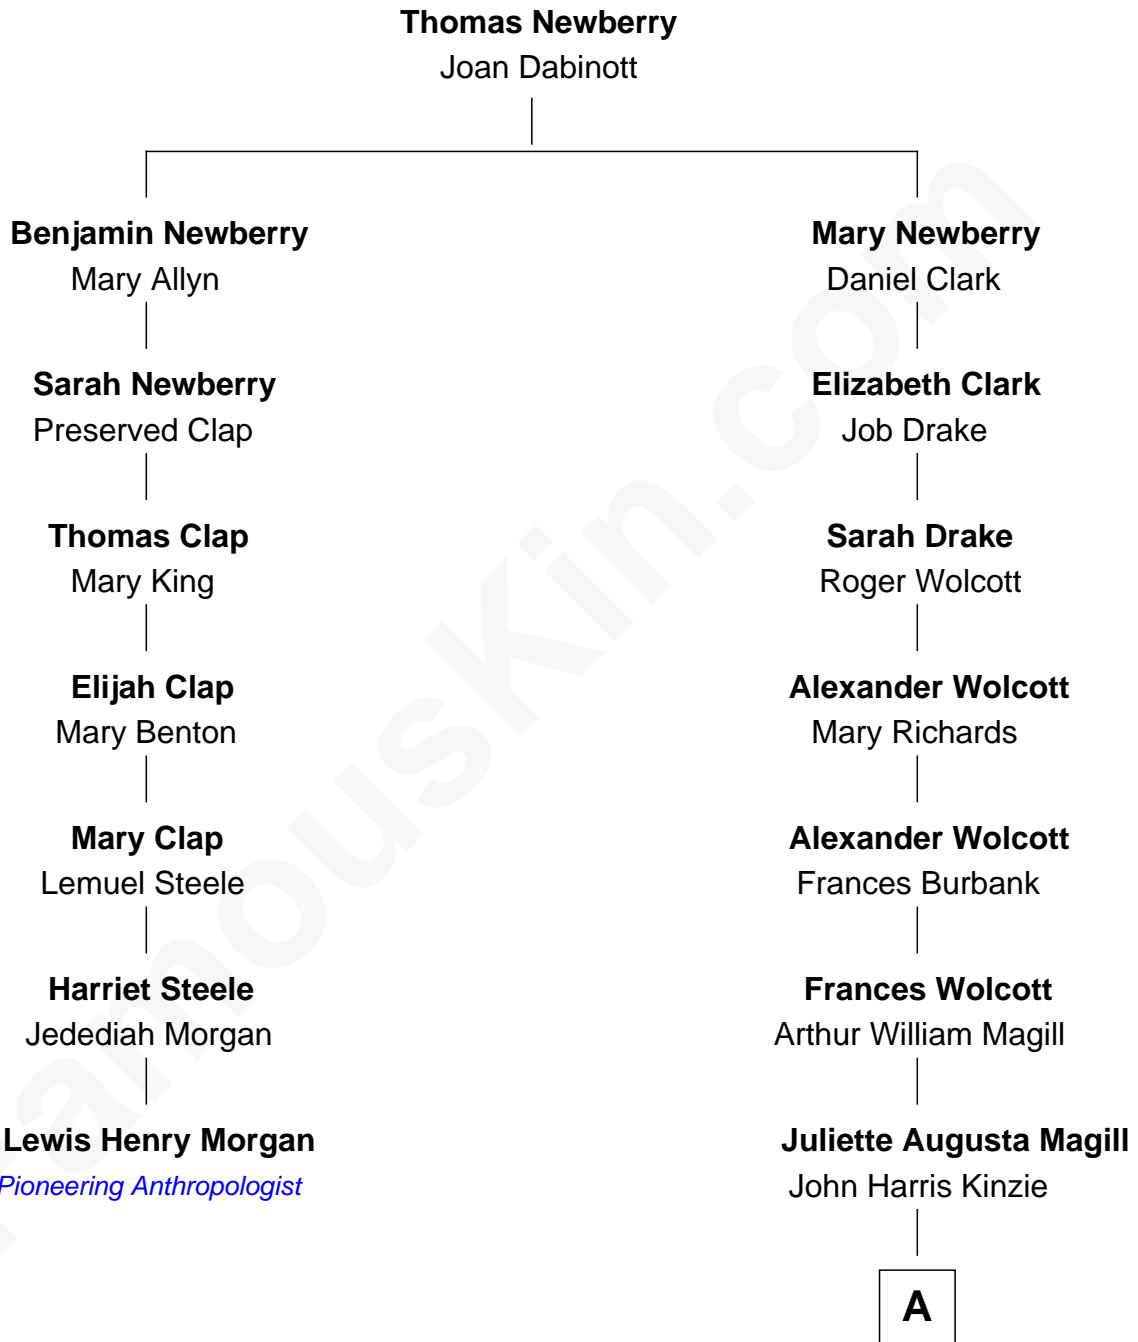 Thomas Newberry
Joan Dabinott
Benjamin Newberry
Mary Allyn
Mary Newberry
Daniel Clark
Sarah Newberry
Preserved Clap
Elizabeth Clark
Job Drake
Thomas Clap
Mary King
Sarah Drake
Roger Wolcott
Elijah Clap
Mary Benton
Alexander Wolcott
Mary Richards
Mary Clap
Lemuel Steele
Alexander Wolcott
Frances Burbank
Harriet Steele
Jedediah Morgan
Frances Wolcott
Arthur William Magill
Lewis Henry Morgan
Pioneering Anthropologist
Juliette Augusta Magill
John Harris Kinzie
A
FamousKin.com